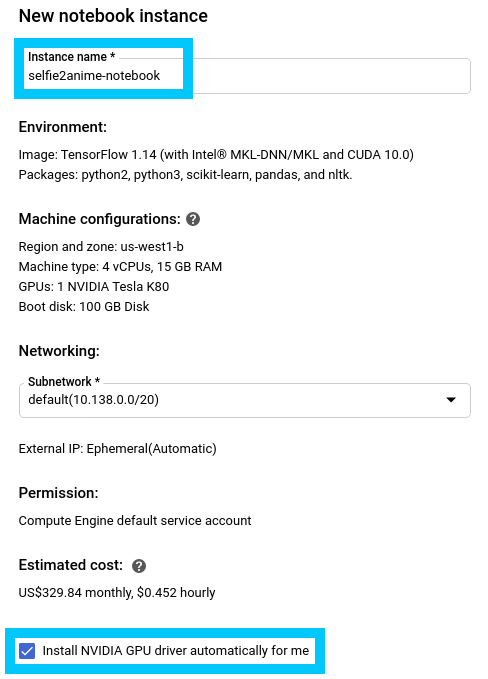 New notebook instance
Instance name *
selfie2anime-notebook
Environment:
Image: TensorFlow 1.14 (with Intel® MKL-DNN/MKL and CUDA 10.0)
Packages: python2, python3, scikit-learn, pandas, and nltk.
Machine configurations: ?
Region and zone: us-west1-b
Machine type: 4 vCPUs, 15 GB RAM
GPUs: 1 NVIDIA Tesla K80
Boot disk: 100 GB Disk
Networking:
Subnetwork *
default(10.138.0.0/20)
External IP: Ephemeral(Automatic)
Permission:
Compute Engine default service account
Estimated cost: ?
US$329.84 monthly, $0.452 hourly
Install NVIDIA GPU driver automatically for me